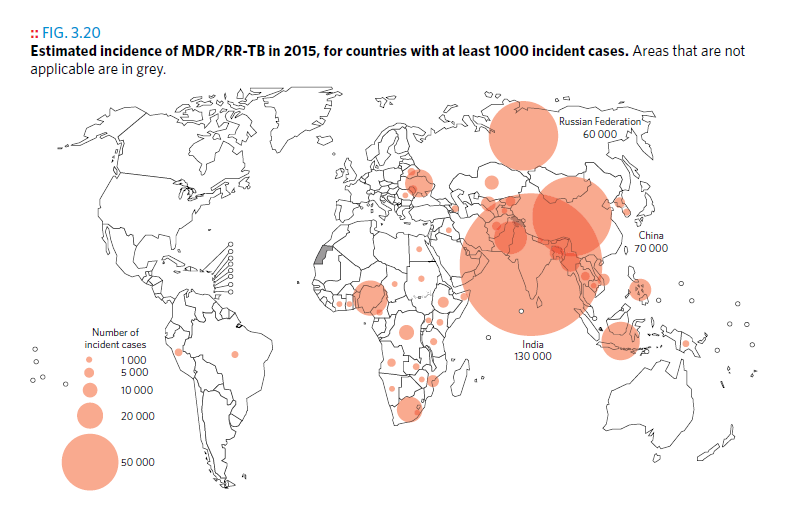 :: FIG. 3.20
Estimated incidence of MDR/RR-TB in 2015, for countries with at least 1000 incident cases. Areas that are not
applicable are in grey.
Russian Federation
60 000
China
70 000
India
130 000
Number of
incident cases
1 000
5 000
10 000
20 000
50 000